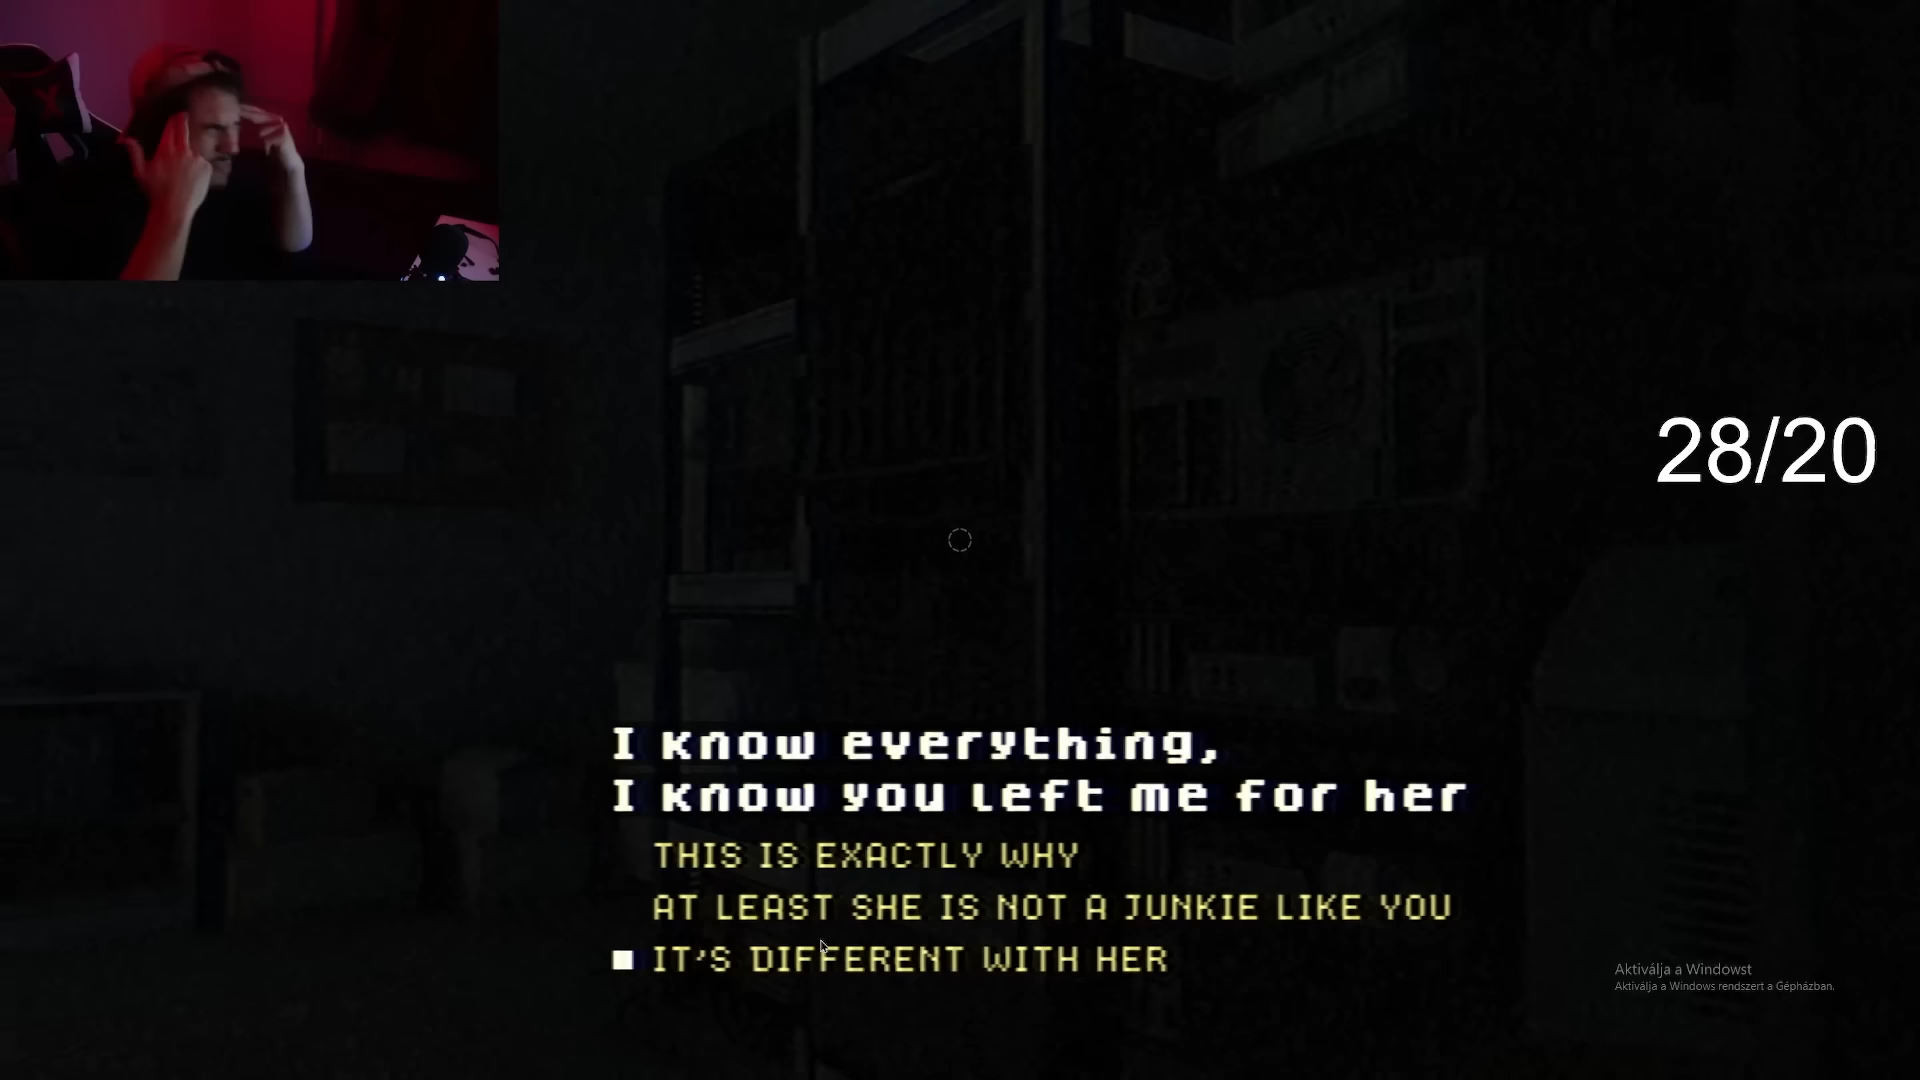 28/20
I know everything,
I know you left me for her
THIS IS EXACTLY WHY
AT LEAST SHE IS NOT A JUNKIE LIKE YOU
IT'S DIFFERENT WITH HER
Aktiválja a Windowst
Aktiválja a Windows rendszert a Gépházban.